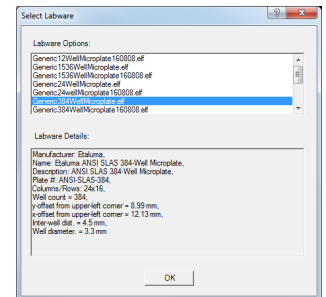 Select Labware
Labware Options:
Generic12WellMicroplate160808.elf
Generic1536WellMicroplate.elf
Generic1536WellMicroplate160808.elf
Generic24WellMicroplate.elf
Generic24wellMicroplate160808.elf
Generic384WellMicroplate.elf
Generic384WellMicroplate160808.elf
Labware Details:
Manufacturer: Etaluma,
Name: Etaluma ANSI SLAS 384-Well Microplate,
Description: ANSI SLAS 384-Well Microplate,
Plate #: ANSI-SLAS-384,
Columns/Rows: 24x16,
Well count = 384,
y-offset from upper-left corner = 8.99 mm,
x-offset from upper-left corner = 12.13 mm,
Inter-well dist. = 4.5 mm,
Well diameter. = 3.3 mm
OK